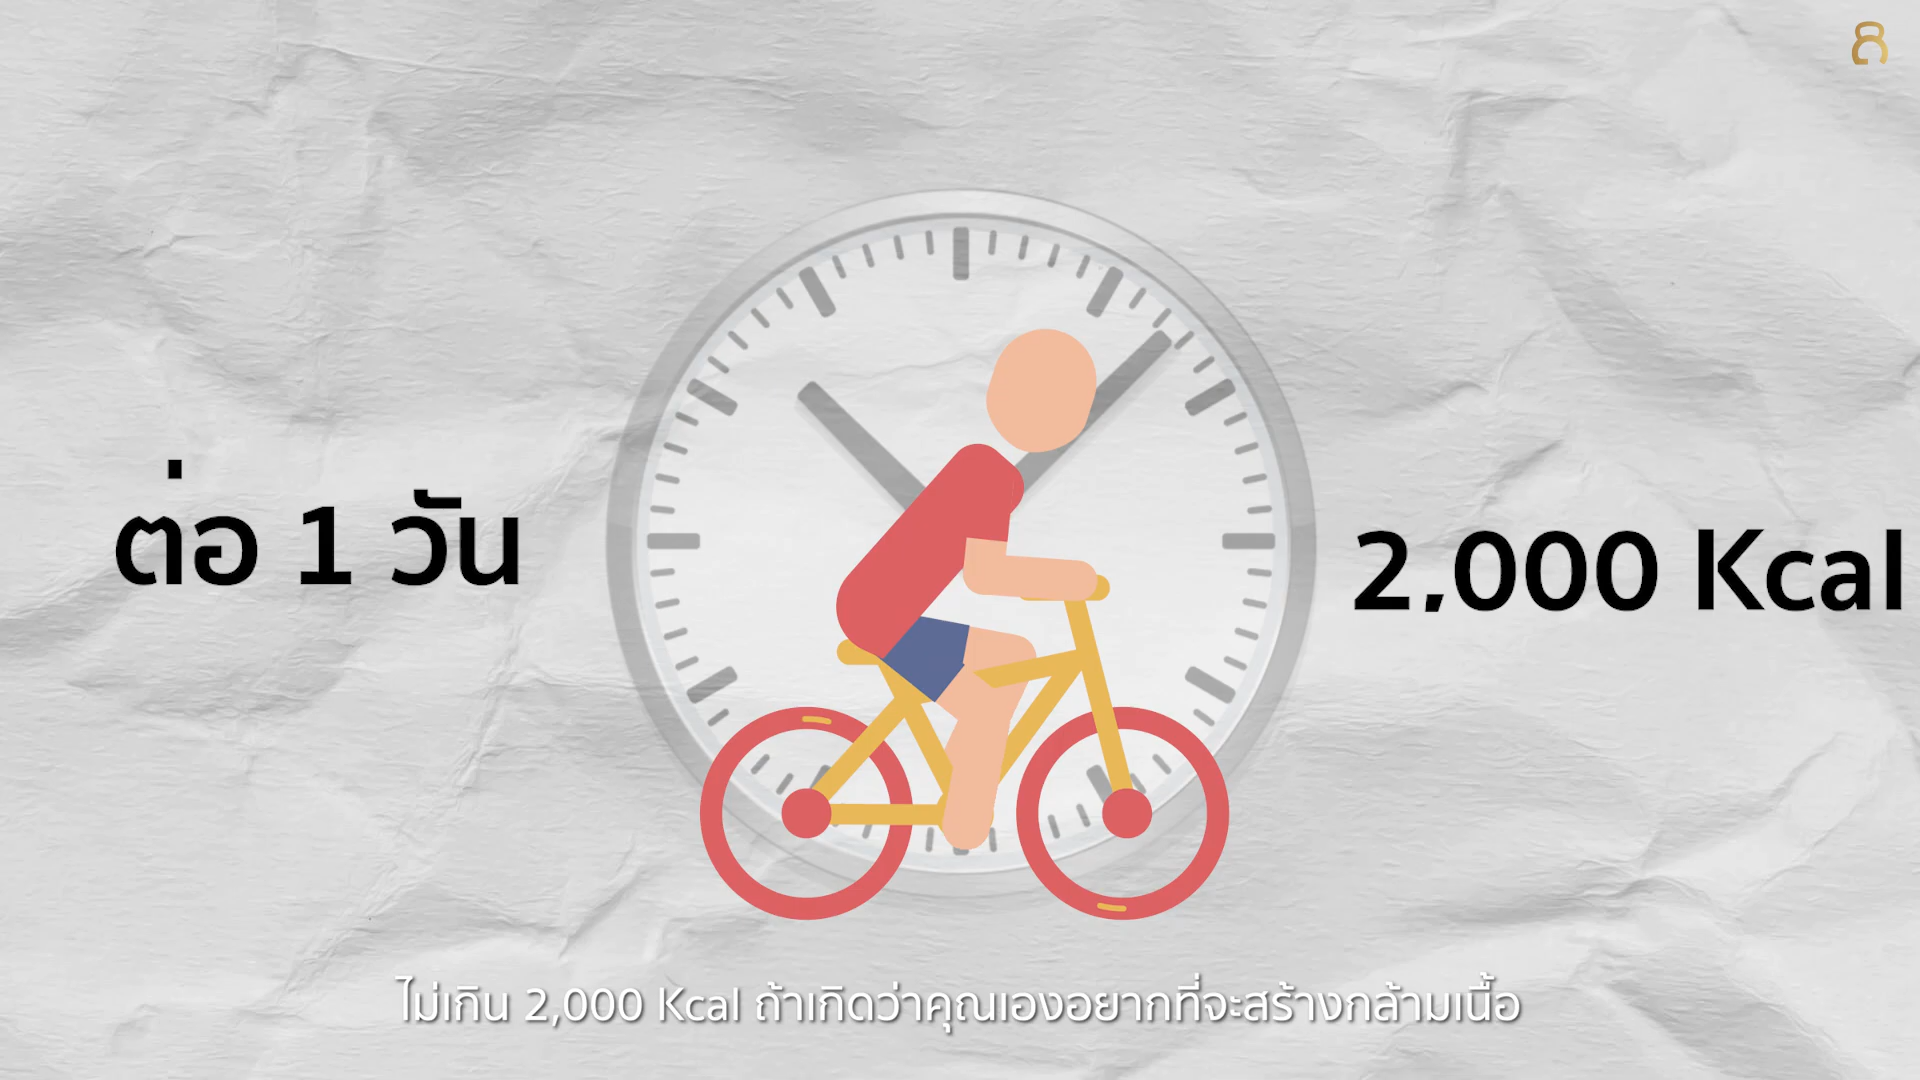 ต่อ 1 วัน
2,000 Kcal
ไม่เกิน 2,000 Kcal ถ้าเกิดว่าคุณเองอยากที่จะสร้างกล้ามเนื้อ